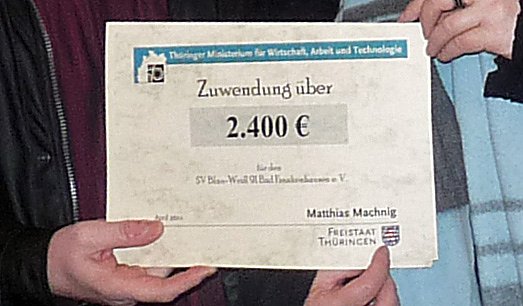 Thüringer Ministerium für Wirtschaft, Arbeit und Technologie
Zuwendung über
2.400 €
für den
SV Blau-Weiß 91 Bad Frankenhausen e. V.
April
Matthias Machnig
FREISTAAT
THÜRINGEN